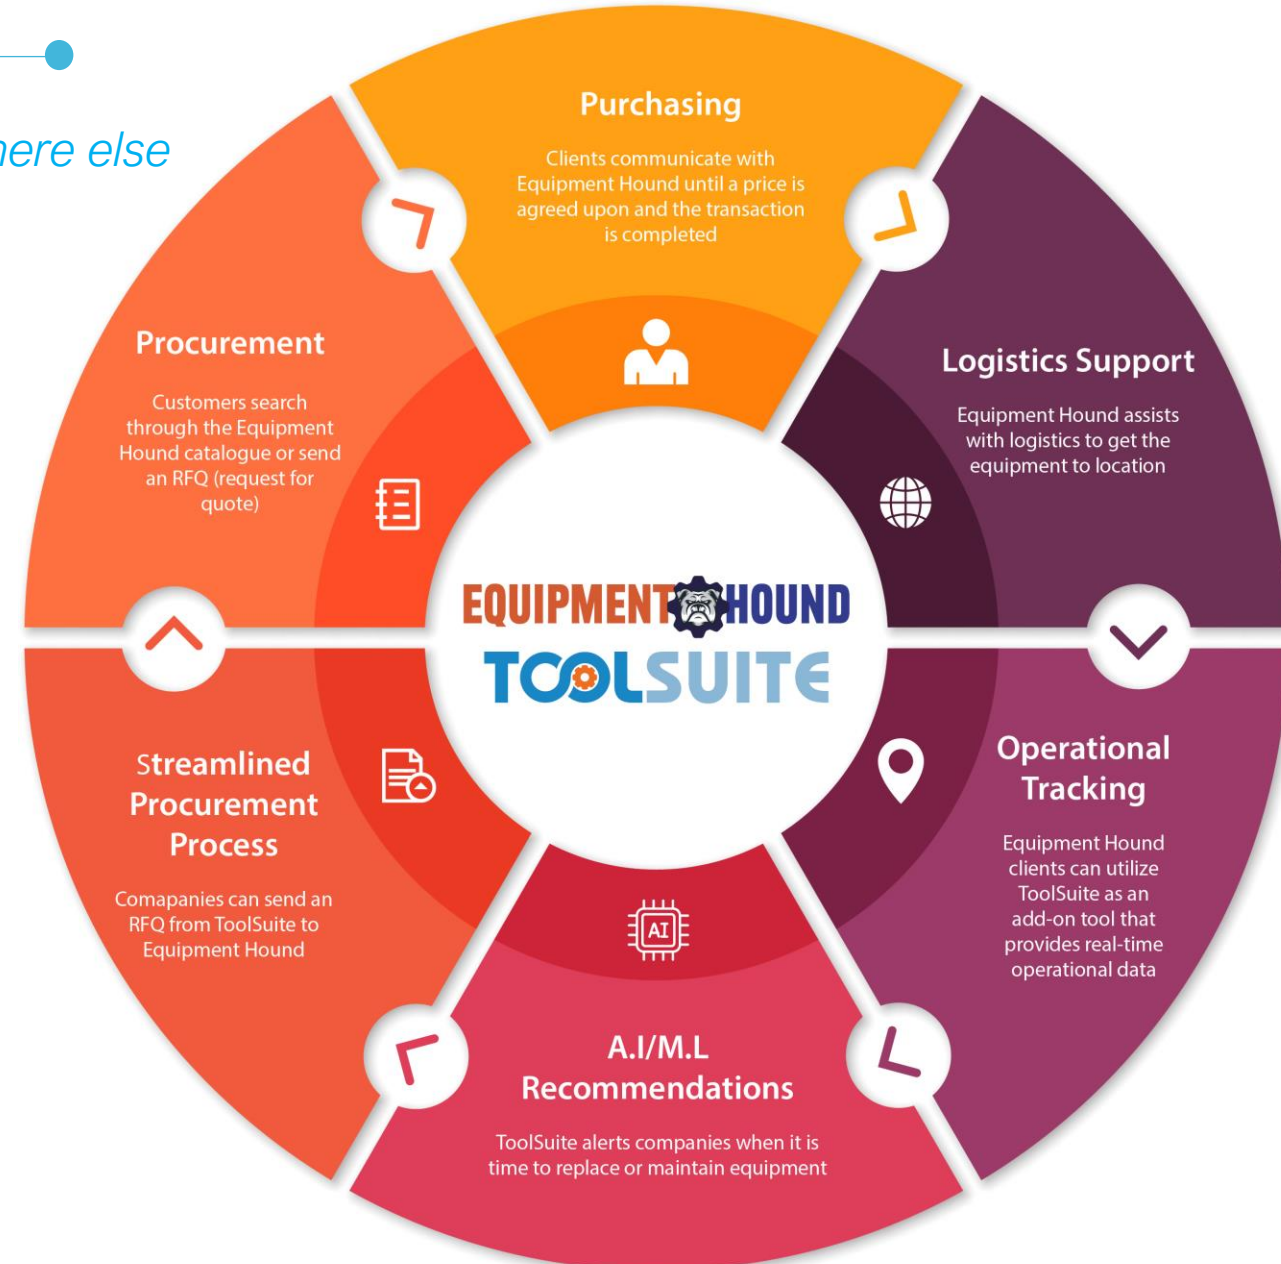 here else
Purchasing
Clients communicate with
Equipment Hound until a price is
agreed upon and the transaction
is completed
Procurement
Customers search
through the Equipment
Hound catalogue or send
an RFQ (request for
quote)
Logistics Support
Equipment Hound assists
with logistics to get the
equipment to location
EQUIPMENT HOUND
TOOLSUITE
Streamlined
Procurement
Process
Comapanies can send an
RFQ from ToolSuite to
Equipment Hound
Operational
Tracking
Equipment Hound
clients can utilize
ToolSuite as an
add-on tool that
provides real-time
operational data
AI
A.I/M.L
Recommendations
ToolSuite alerts companies when it is
time to replace or maintain equipment